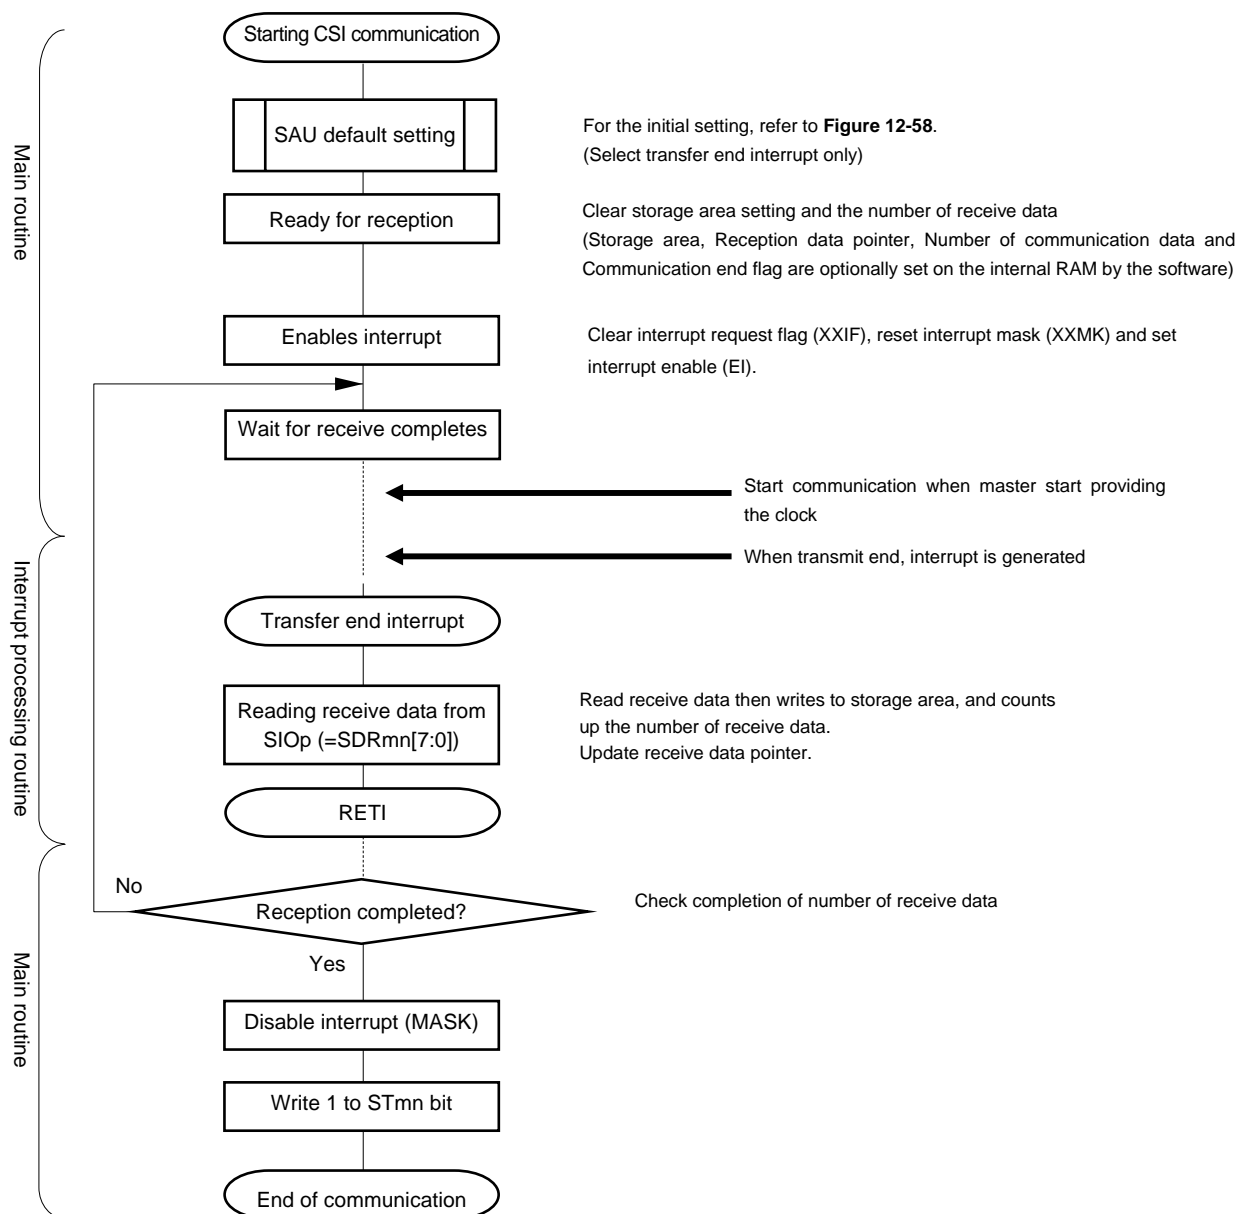 Starting CSI communication
Main routine
SAU default setting
For the initial setting, refer to Figure 12-58.
(Select transfer end interrupt only)
Ready for reception
Clear storage area setting and the number of receive data
(Storage area, Reception data pointer, Number of communication data and
Communication end flag are optionally set on the internal RAM by the software)
Enables interrupt
Clear interrupt request flag (XXIF), reset interrupt mask (XXMK) and set
interrupt enable (EI).
Wait for receive completes
Start communication when master start providing
the clock
When transmit end, interrupt is generated
Interrupt processing routine
Transfer end interrupt
Reading receive data from
SIOp (=SDRmn[7:0])
Read receive data then writes to storage area, and counts
up the number of receive data.
Update receive data pointer.
RETI
No
Reception completed?
Check completion of number of receive data
Yes
Main routine
Disable interrupt (MASK)
Write 1 to STmn bit
End of communication